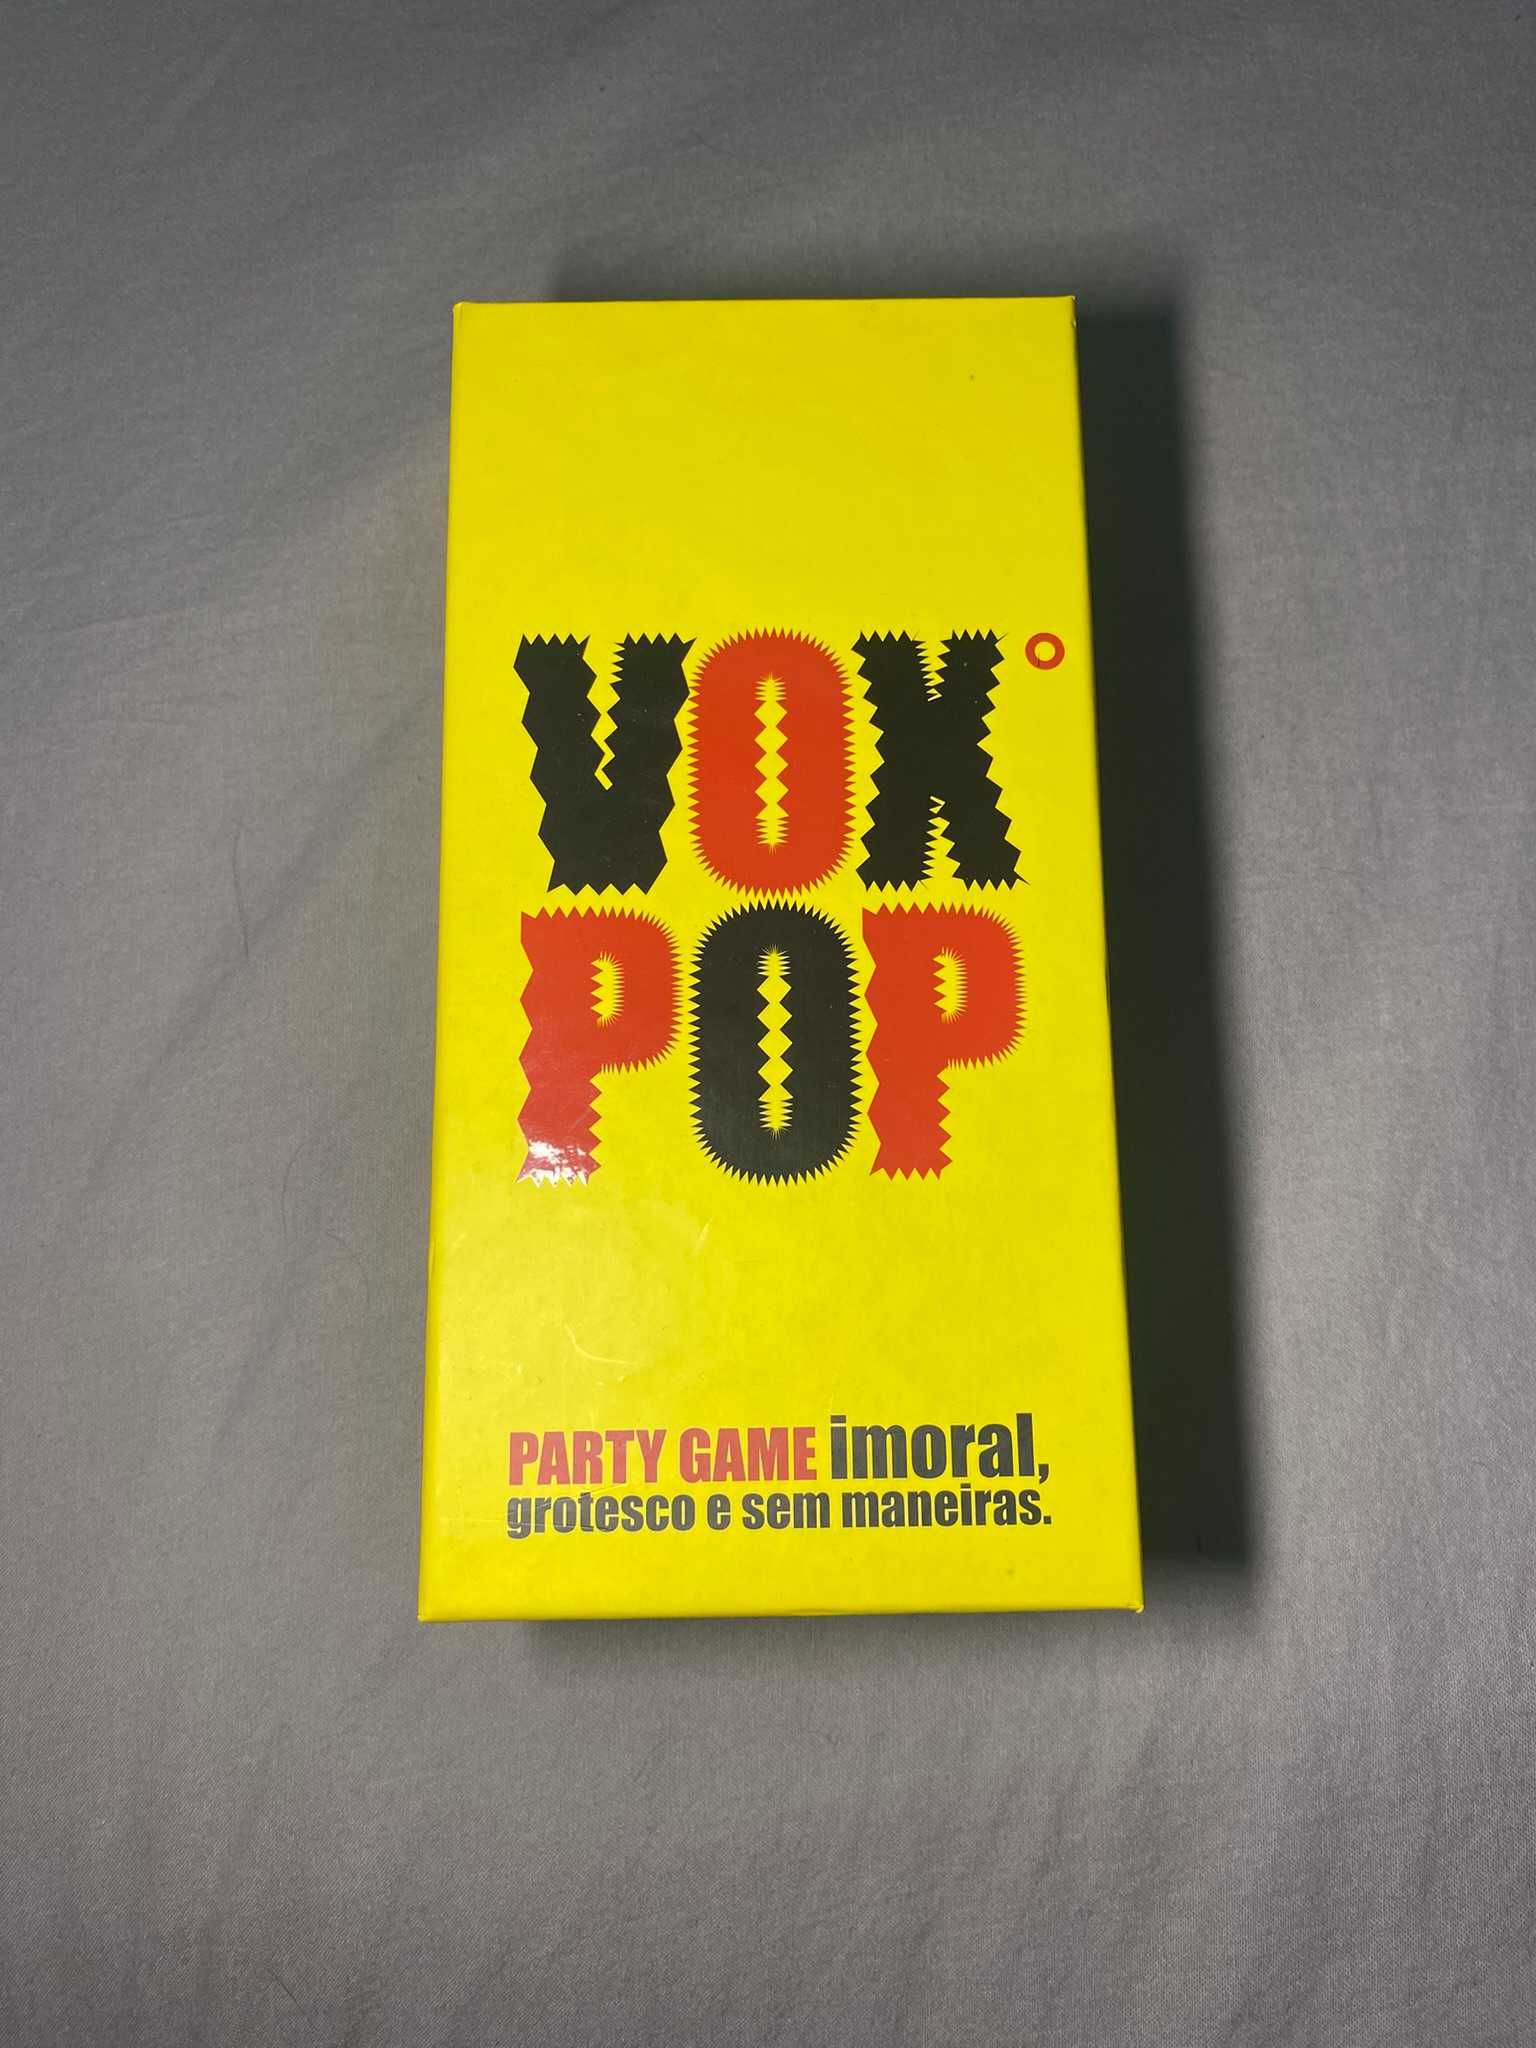 VOX°
POP
PARTY GAME imoral,
grotesco e sem maneiras.